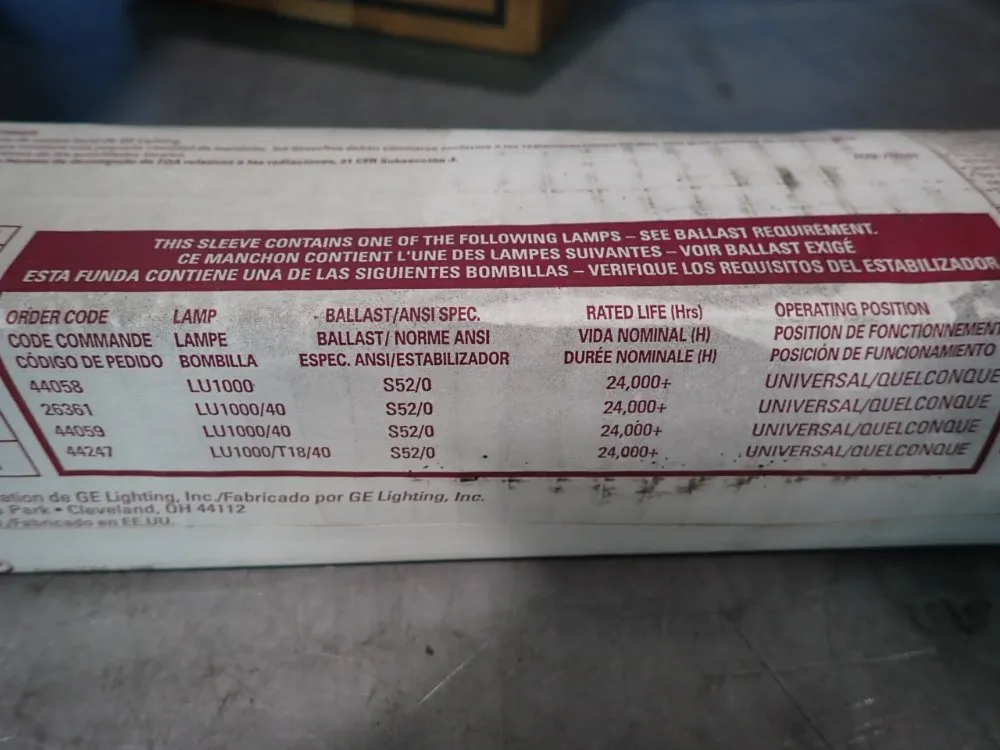 21 CFR Subsección J.
THIS SLEEVE CONTAINS ONE OF THE FOLLOWING LAMPS – SEE BALLAST REQUIREMENT.
CE MANCHON CONTIENT L'UNE DES LAMPES SUIVANTES – VOIR BALLAST EXIGÉ
ESTA FUNDA CONTIENE UNA DE LAS SIGUIENTES BOMBILLAS – VERIFIQUE LOS REQUISITOS DEL ESTABILIZADOR
ORDER CODE LAMP BALLAST/ANSI SPEC. RATED LIFE (Hrs) OPERATING POSITION
CODE COMMANDE LAMPE BALLAST/ NORME ANSI VIDA NOMINAL (H) POSITION DE FONCTIONNEMENT
CÓDIGO DE PEDIDO BOMBILLA ESPEC. ANSI/ESTABILIZADOR DURÉE NOMINALE (H) POSICIÓN DE FUNCIONAMIENTO
44058 LU1000 S52/0 24,000+ UNIVERSAL/QUELCONQUE
26361 LU1000/40 S52/0 24,000+ UNIVERSAL/QUELCONQUE
44059 LU1000/40 S52/0 24,000+ UNIVERSAL/QUELCONQUE
44247 LU1000/T18/40 S52/0 24,000+ UNIVERSAL/QUELCONQUE
ation de GE Lighting, Inc./Fabricado por GE Lighting, Inc.
Park • Cleveland, OH 44112
/Fabricado en EE.UU.